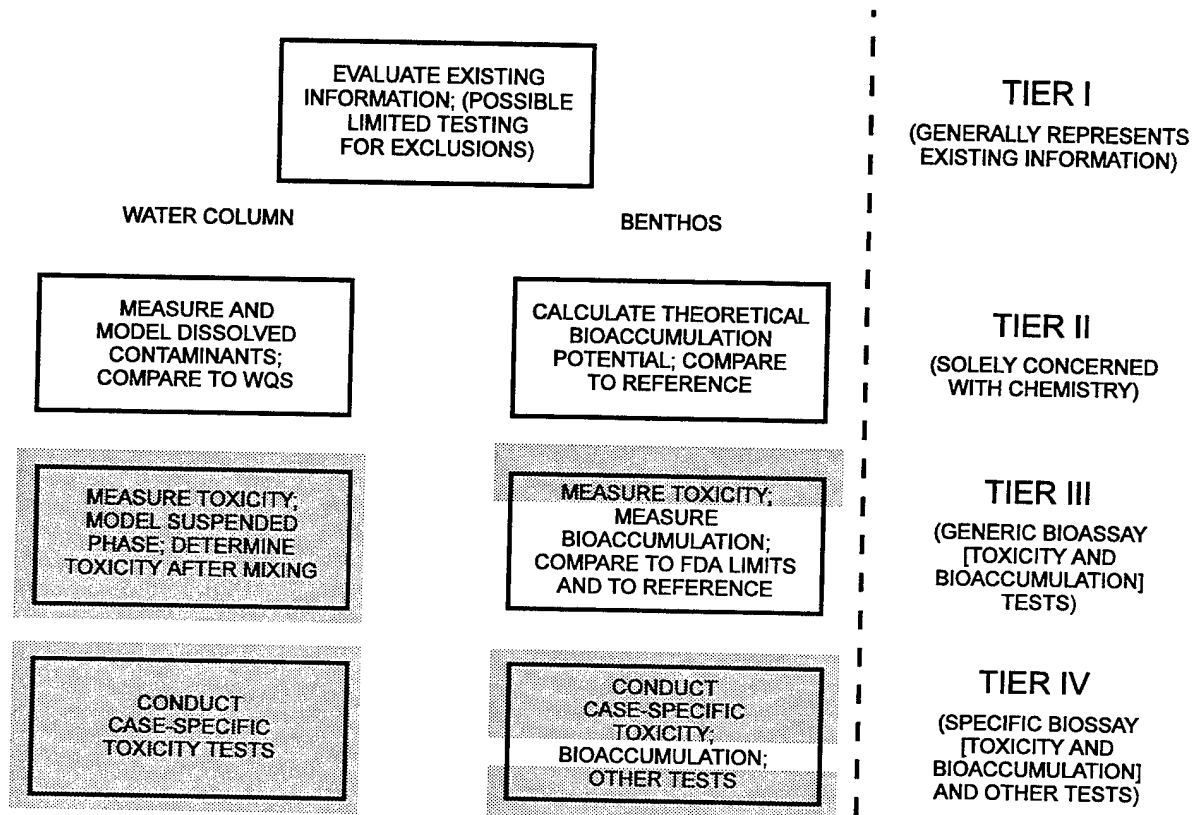 EVALUATE EXISTING
INFORMATION; (POSSIBLE
LIMITED TESTING
FOR EXCLUSIONS)
TIER I
(GENERALLY REPRESENTS
EXISTING INFORMATION)
WATER COLUMN
BENTHOS
MEASURE AND
MODEL DISSOLVED
CONTAMINANTS;
COMPARE TO WQS
CALCULATE THEORETICAL
BIOACCUMULATION
POTENTIAL; COMPARE
TO REFERENCE
TIER II
(SOLELY CONCERNED
WITH CHEMISTRY)
MEASURE TOXICITY;
MODEL SUSPENDED
PHASE; DETERMINE
TOXICITY AFTER MIXING
MEASURE TOXICITY;
MEASURE
BIOACCUMULATION;
COMPARE TO FDA LIMITS
AND TO REFERENCE
TIER III
(GENERIC BIOASSAY
[TOXICITY AND
BIOACCUMULATION]
TESTS)
CONDUCT
CASE-SPECIFIC
TOXICITY TESTS
CONDUCT
CASE-SPECIFIC
TOXICITY;
BIOACCUMULATION;
OTHER TESTS
TIER IV
(SPECIFIC BIOSSAY
[TOXICITY AND
BIOACCUMULATION]
AND OTHER TESTS)